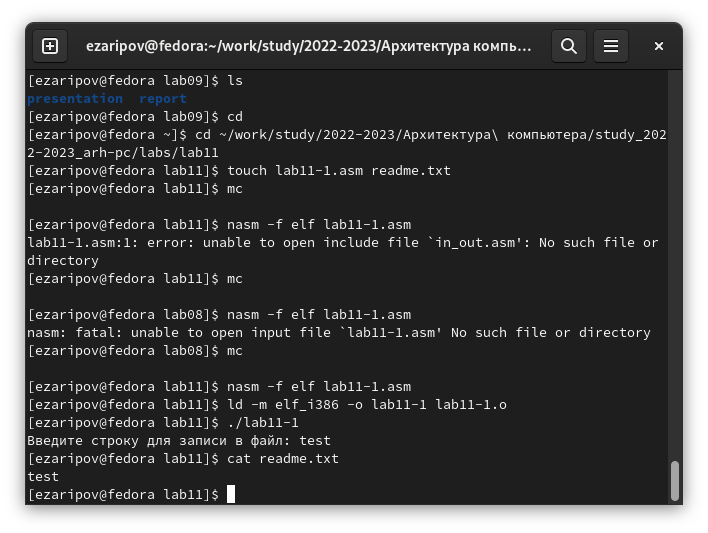 ezaripov@fedora:~/work/study/2022-2023/Архитектура компь...
[ezaripov@fedora lab09]$ ls
presentation  report
[ezaripov@fedora lab09]$ cd
[ezaripov@fedora ~]$ cd ~/work/study/2022-2023/Архитектура\ компьютера/study_202
2-2023_arh-pc/labs/lab11
[ezaripov@fedora lab11]$ touch lab11-1.asm readme.txt
[ezaripov@fedora lab11]$ mc
[ezaripov@fedora lab11]$ nasm -f elf lab11-1.asm
lab11-1.asm:1: error: unable to open include file `in_out.asm': No such file or
directory
[ezaripov@fedora lab11]$ mc
[ezaripov@fedora lab08]$ nasm -f elf lab11-1.asm
nasm: fatal: unable to open input file `lab11-1.asm' No such file or directory
[ezaripov@fedora lab08]$ mc
[ezaripov@fedora lab11]$ nasm -f elf lab11-1.asm
[ezaripov@fedora lab11]$ ld -m elf_i386 -o lab11-1 lab11-1.o
[ezaripov@fedora lab11]$ ./lab11-1
Введите строку для записи в файл: test
[ezaripov@fedora lab11]$ cat readme.txt
test
[ezaripov@fedora lab11]$